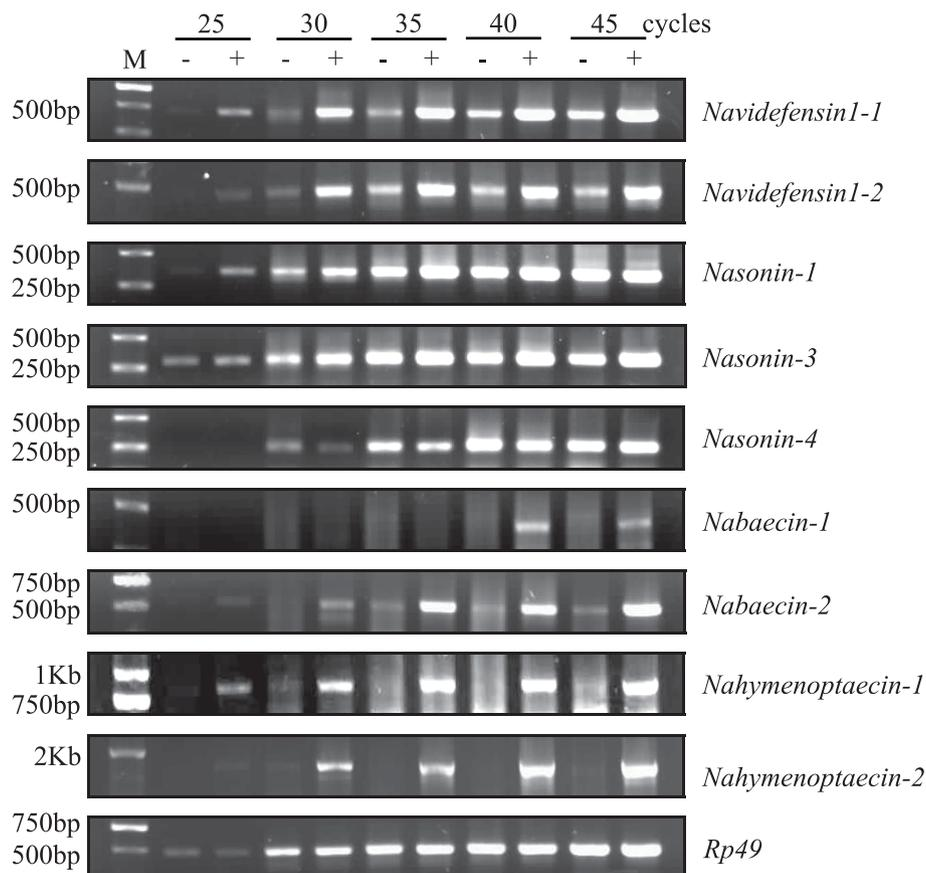 25 30 35 40 45 cycles
M - + - + - + - + - +
500bp Navidefensin1-1
500bp Navidefensin1-2
500bp Nasonin-1
250bp
500bp Nasonin-3
250bp
500bp Nasonin-4
250bp
500bp Nabaecin-1
750bp Nabaecin-2
500bp
1Kb Nahymenoptaecin-1
750bp
2Kb Nahymenoptaecin-2
750bp Rp49
500bp